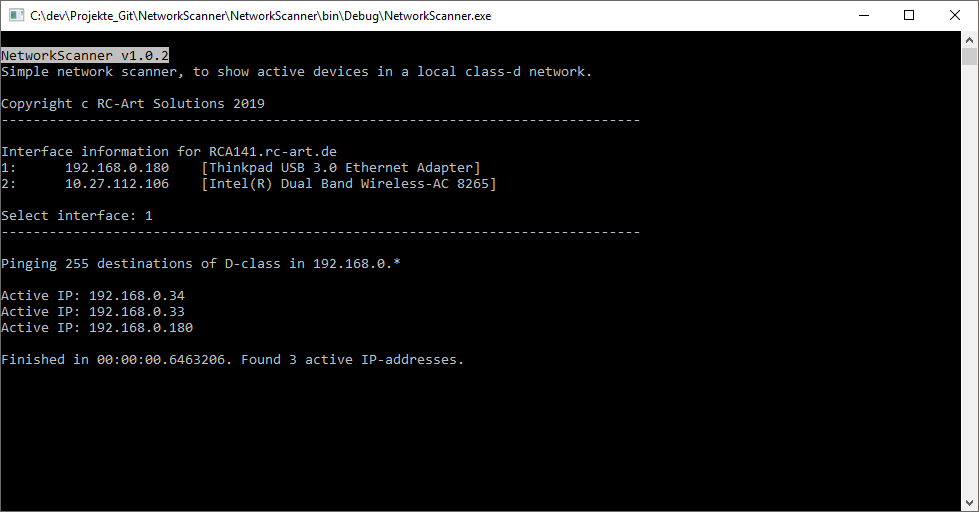 C:\dev\Projekte_Git\NetworkScanner\NetworkScanner\bin\Debug\NetworkScanner.exe
NetworkScanner v1.0.2
Simple network scanner, to show active devices in a local class-d network.
Copyright c RC-Art Solutions 2019
--------------------------------------------------------------------------------
Interface information for RCA141.rc-art.de
1:      192.168.0.180    [Thinkpad USB 3.0 Ethernet Adapter]
2:      10.27.112.106    [Intel(R) Dual Band Wireless-AC 8265]
Select interface: 1
--------------------------------------------------------------------------------
Pinging 255 destinations of D-class in 192.168.0.*
Active IP: 192.168.0.34
Active IP: 192.168.0.33
Active IP: 192.168.0.180
Finished in 00:00:00.6463206. Found 3 active IP-addresses.